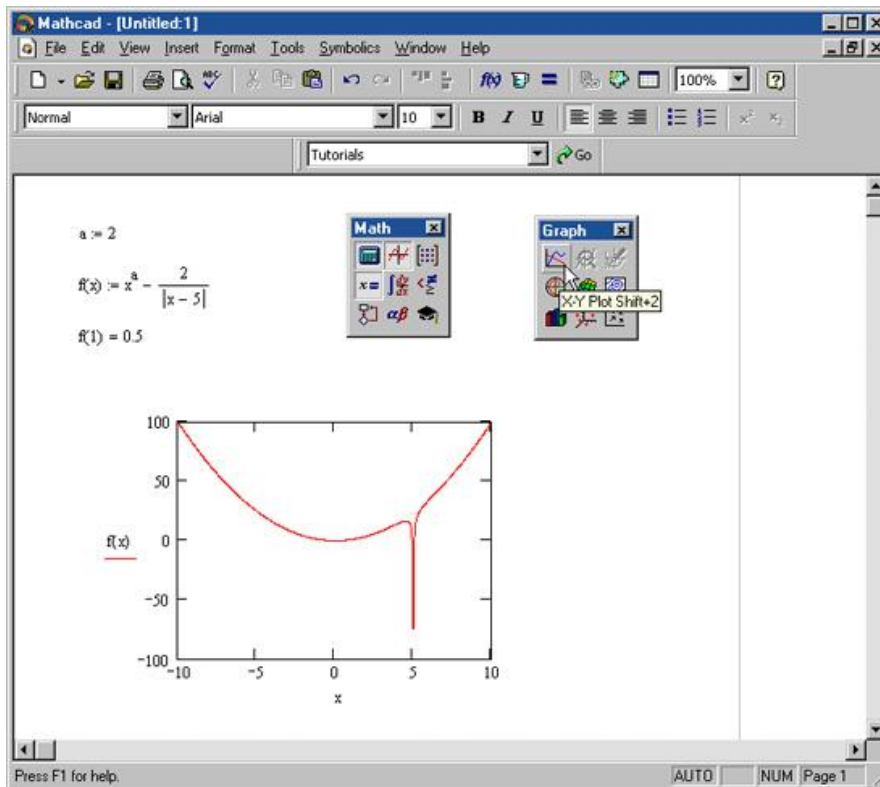 Mathcad - [Untitled:1]
File Edit View Insert Format Tools Symbolics Window Help
100%
Normal Arial 10 B I U
Tutorials Go
a := 2
f(x) := x^a - 2 / |x - 5|
f(1) = 0.5
Math
x=
αβ
Graph
X-Y Plot Shift+2
100
50
f(x) 0
-50
-100
-10 -5 0 5 10
x
Press F1 for help. AUTO NUM Page 1